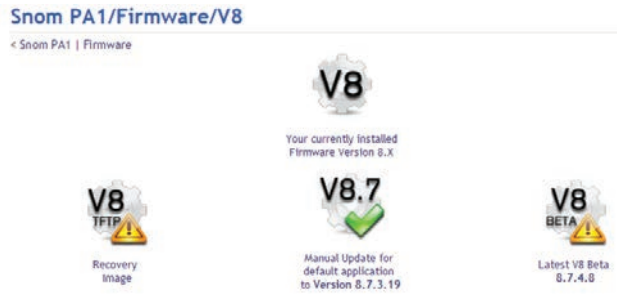 Snom PA1/Firmware/V8
< Snom PA1 | Firmware
V8
Your currently installed
Firmware Version 8.X
V8
TFTP
Recovery
Image
V8.7
Manual Update for
default application
to Version 8.7.3.19
V8
BETA
Latest V8 Beta
8.7.4.8